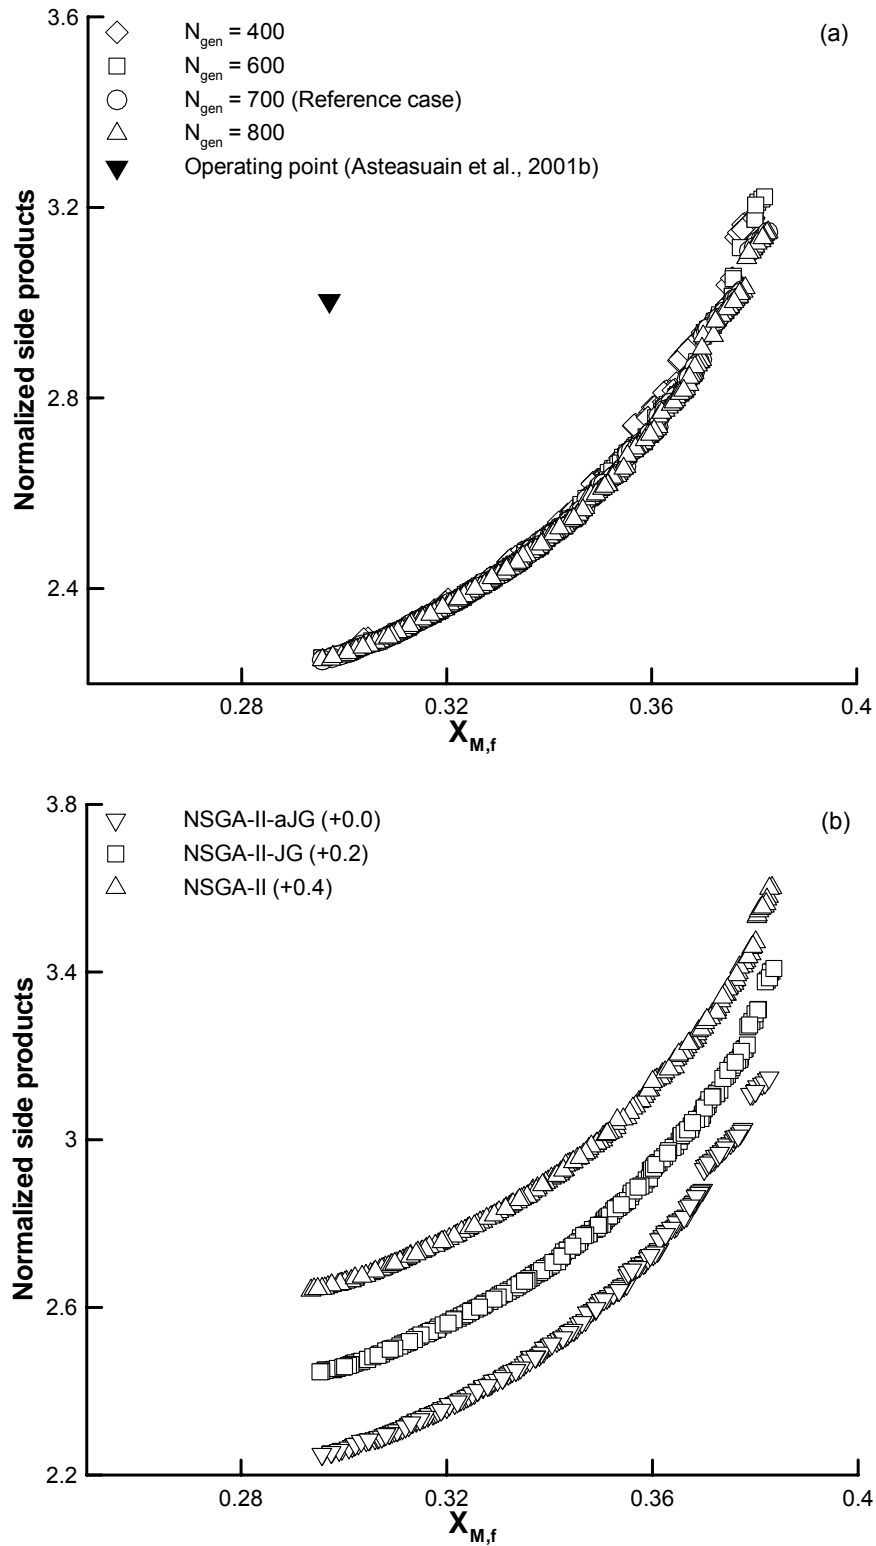 3.6
(a)
N_gen = 400
N_gen = 600
N_gen = 700 (Reference case)
N_gen = 800
Operating point (Asteasuain et al., 2001b)
3.2
Normalized side products
2.8
2.4
0.28 0.32 0.36 0.4
X_M,f
3.8
(b)
NSGA-II-aJG (+0.0)
NSGA-II-JG (+0.2)
NSGA-II (+0.4)
3.4
Normalized side products
3
2.6
2.2
0.28 0.32 0.36 0.4
X_M,f